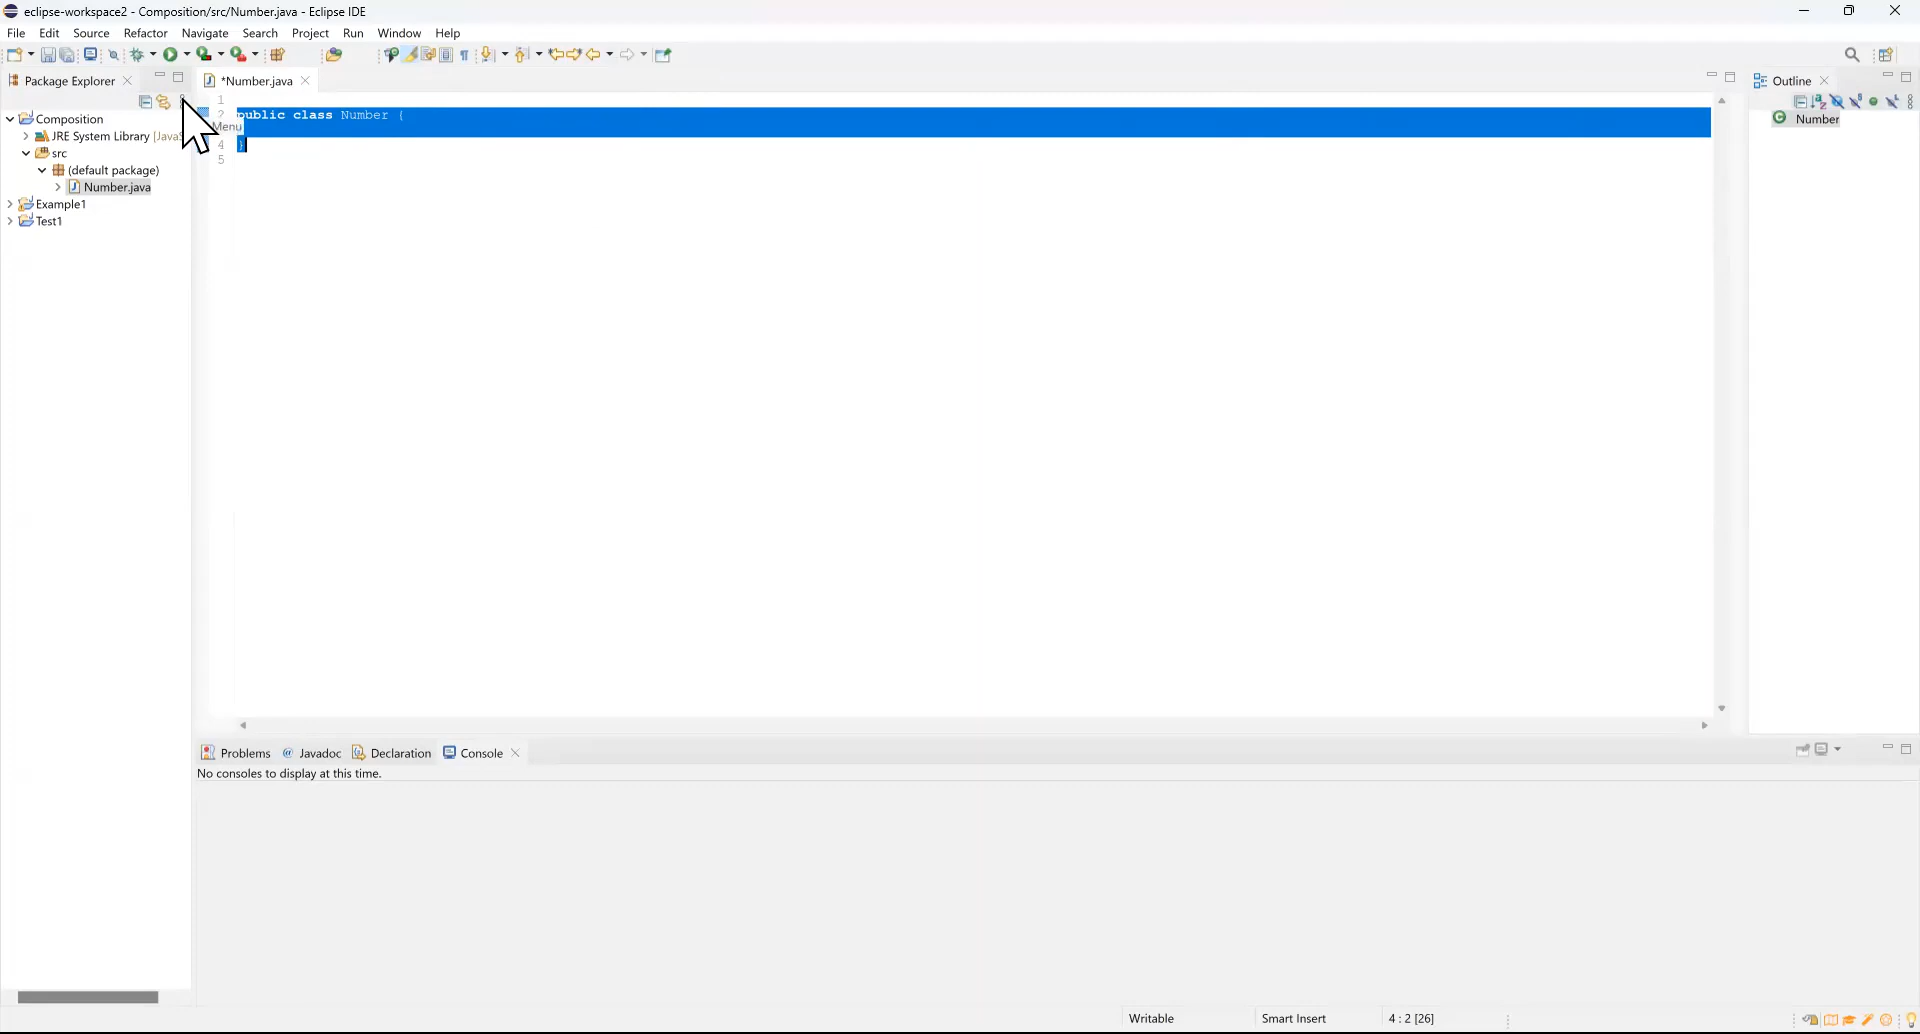 eclipse-workspace2 - Composition/src/Number.java - Eclipse IDE
File Edit Source Refactor Navigate Search Project Run Window Help
Package Explorer
*Number.java
Outline
1
2 public class Number {
Menu
4 }
5
Composition
JRE System Library
src
(default package)
Number.java
Example1
Test1
Number
Problems @ Javadoc Declaration Console
No consoles to display at this time.
Writable Smart Insert 4 : 2 [26]